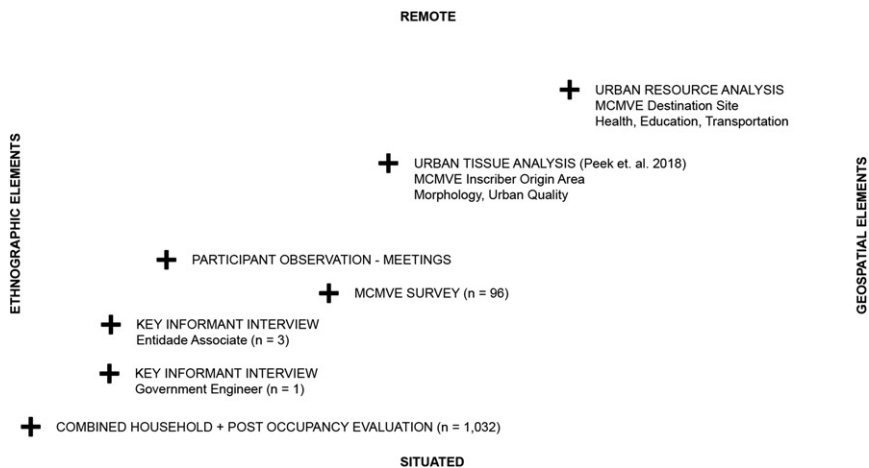 REMOTE
URBAN RESOURCE ANALYSIS
MCMVE Destination Site
Health, Education, Transportation
ETHNOGRAPHIC ELEMENTS
GEOSPATIAL ELEMENTS
URBAN TISSUE ANALYSIS (Peek et. al. 2018)
MCMVE Inscriber Origin Area
Morphology, Urban Quality
PARTICIPANT OBSERVATION - MEETINGS
MCMVE SURVEY (n = 96)
KEY INFORMANT INTERVIEW
Entidade Associate (n = 3)
KEY INFORMANT INTERVIEW
Government Engineer (n = 1)
COMBINED HOUSEHOLD + POST OCCUPANCY EVALUATION (n = 1,032)
SITUATED